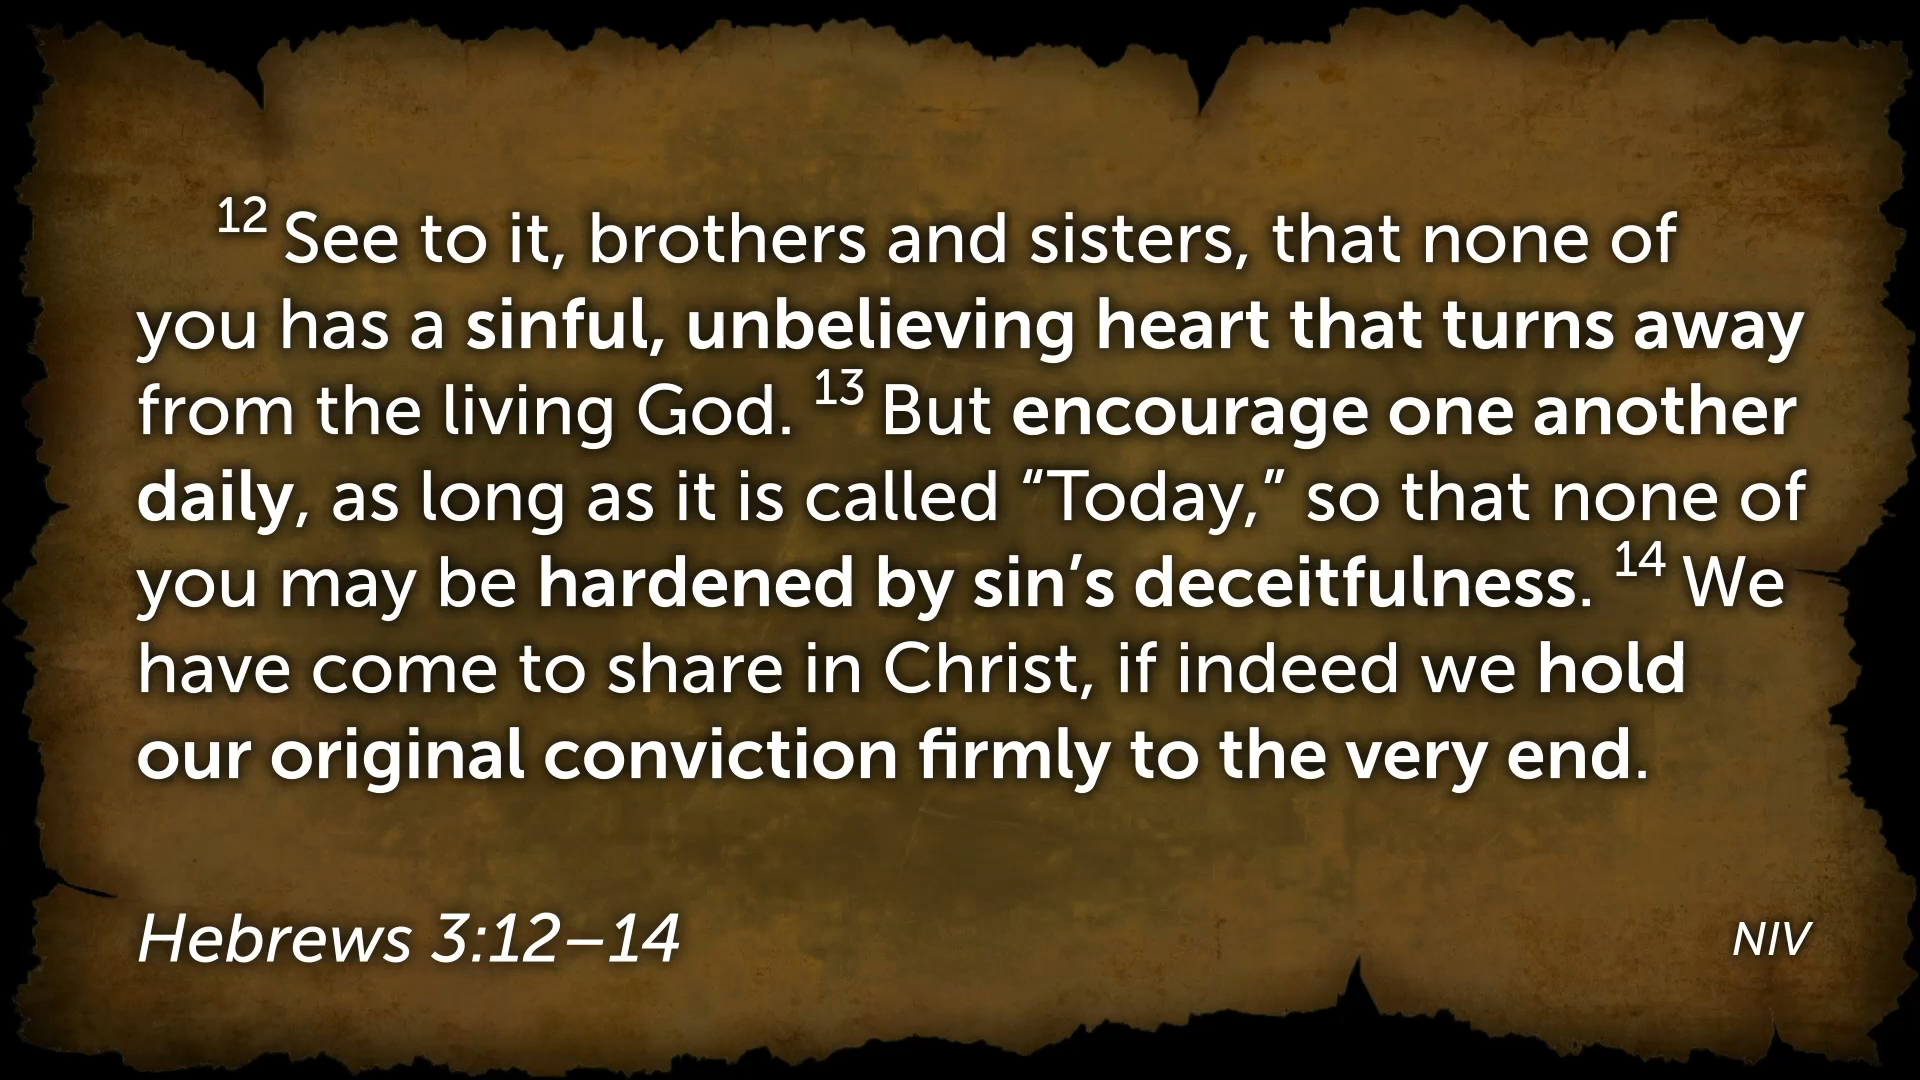 12 See to it, brothers and sisters, that none of
you has a sinful, unbelieving heart that turns away
from the living God. 13 But encourage one another
daily, as long as it is called “Today,” so that none of
you may be hardened by sin’s deceitfulness. 14 We
have come to share in Christ, if indeed we hold
our original conviction firmly to the very end.
Hebrews 3:12–14
NIV